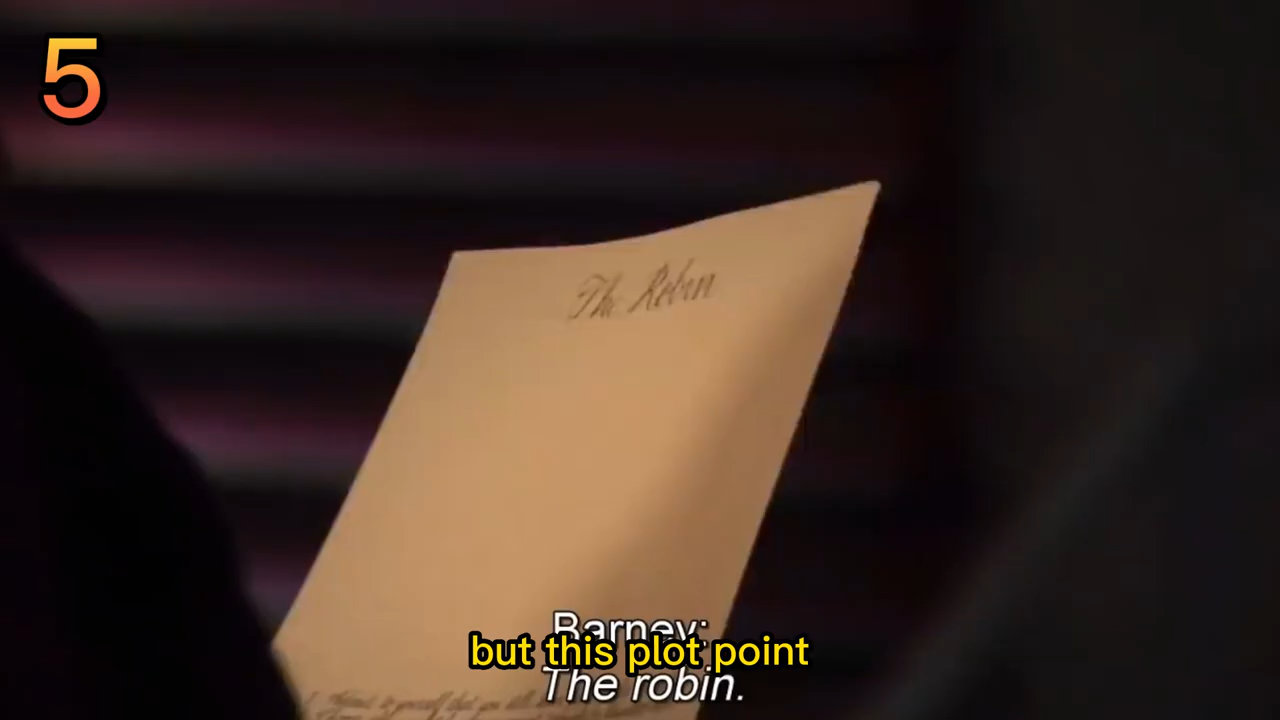 5
The Robin
Barney:
but this plot point
The robin.